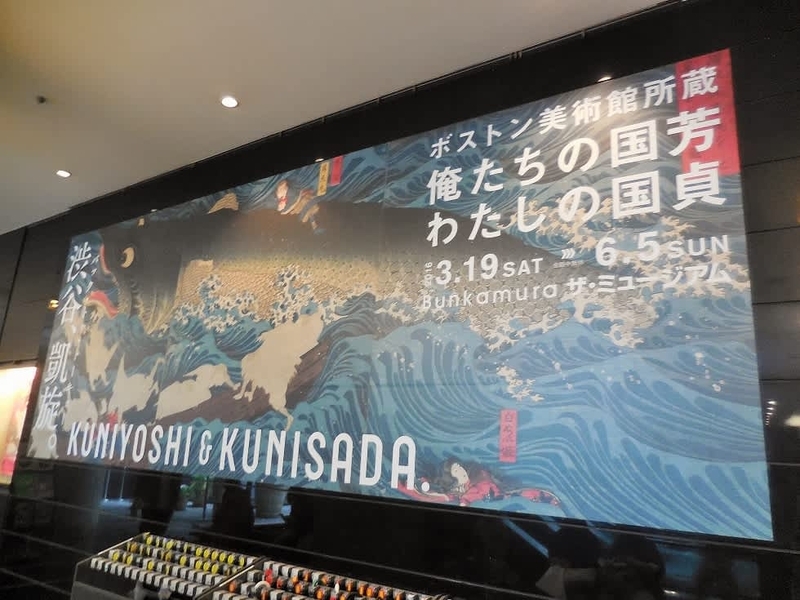 ボストン美術館所蔵
俺たちの国芳
わたしの国貞
2016 3.19 SAT 6.5 SUN
Bunkamura ザ・ミュージアム
渋谷、凱旋。
KUNIYOSHI & KUNISADA.